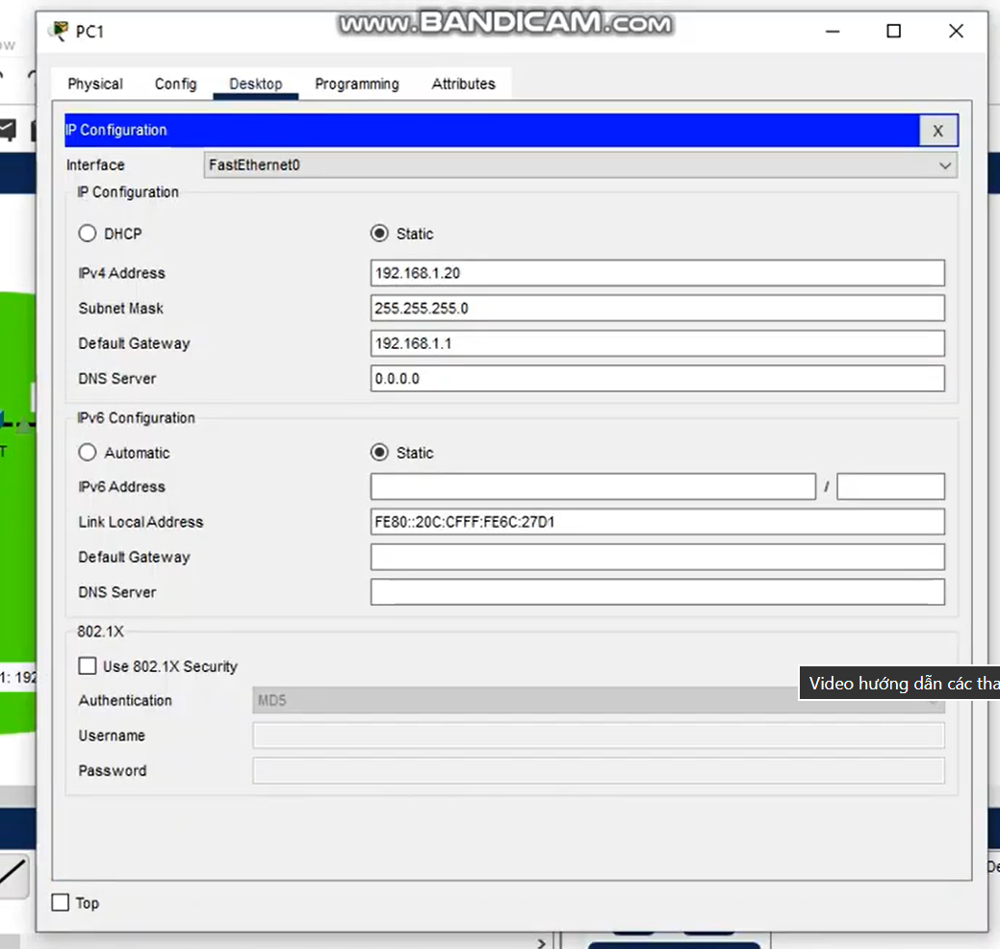 www.BANDICAM.com
PC1
Physical Config Desktop Programming Attributes
IP Configuration X
Interface FastEthernet0
IP Configuration
DHCP Static
IPv4 Address 192.168.1.20
Subnet Mask 255.255.255.0
Default Gateway 192.168.1.1
DNS Server 0.0.0.0
IPv6 Configuration
Automatic Static
IPv6 Address /
Link Local Address FE80::20C:CFFF:FE6C:27D1
Default Gateway
DNS Server
802.1X
Use 802.1X Security
1: 192
Video hướng dẫn các tha
Authentication MD5
Username
Password
De
Top